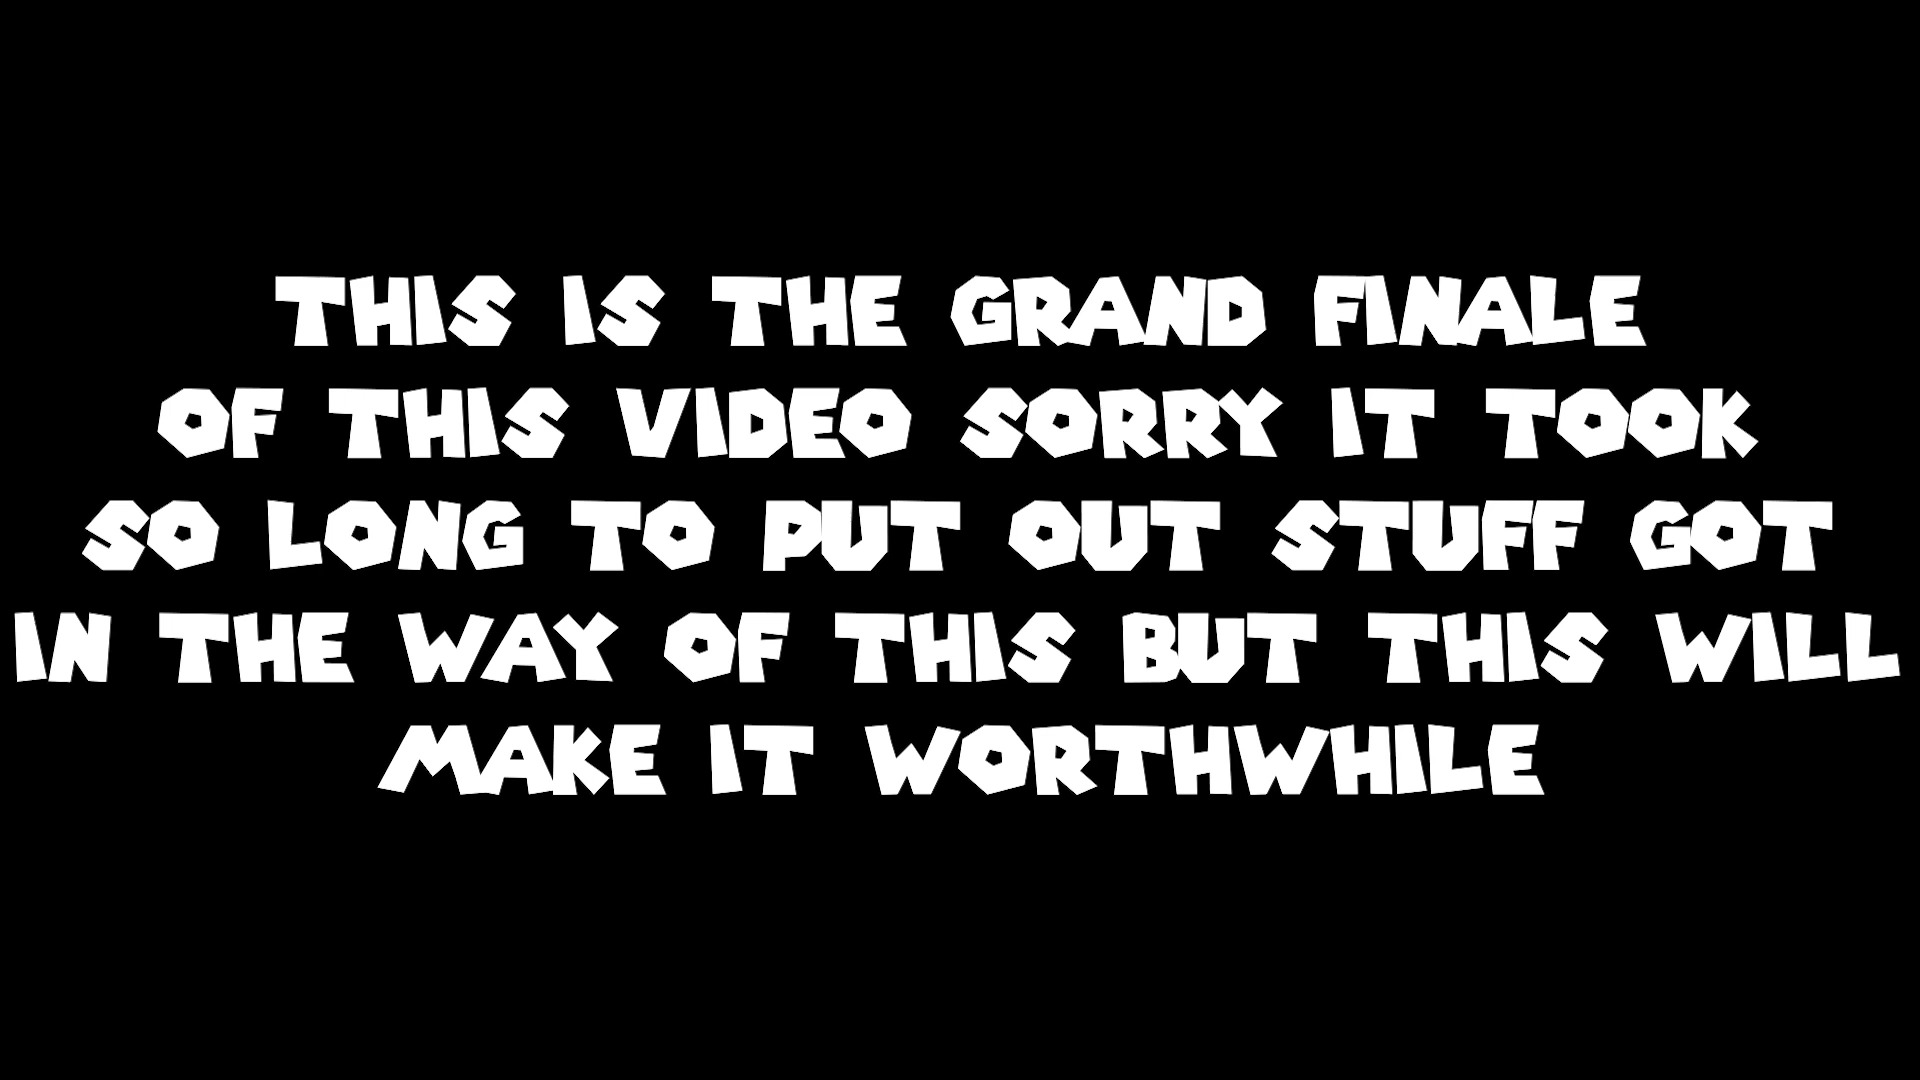 THIS IS THE GRAND FINALE
OF THIS VIDEO SORRY IT TOOK
SO LONG TO PUT OUT STUFF GOT
IN THE WAY OF THIS BUT THIS WILL
MAKE IT WORTHWHILE